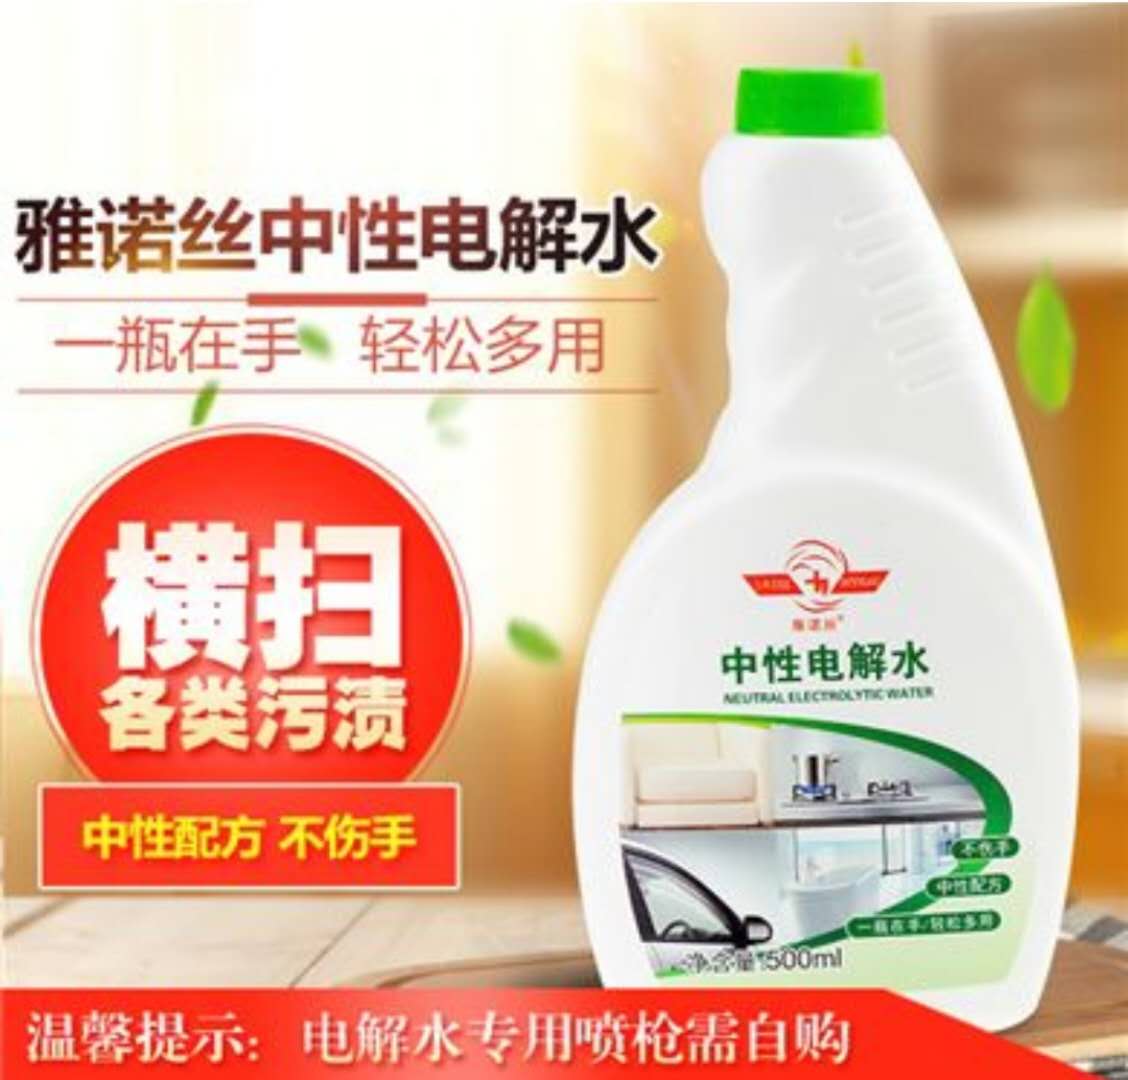 雅诺丝中性电解水
一瓶在手 轻松多用
横扫
各类污渍
中性配方 不伤手
雅诺丝®
中性电解水
NEUTRAL ELECTROLYTIC WATER
不伤手
中性配方
一瓶在手/轻松多用
净含量:500ml
温馨提示: 电解水专用喷枪需自购